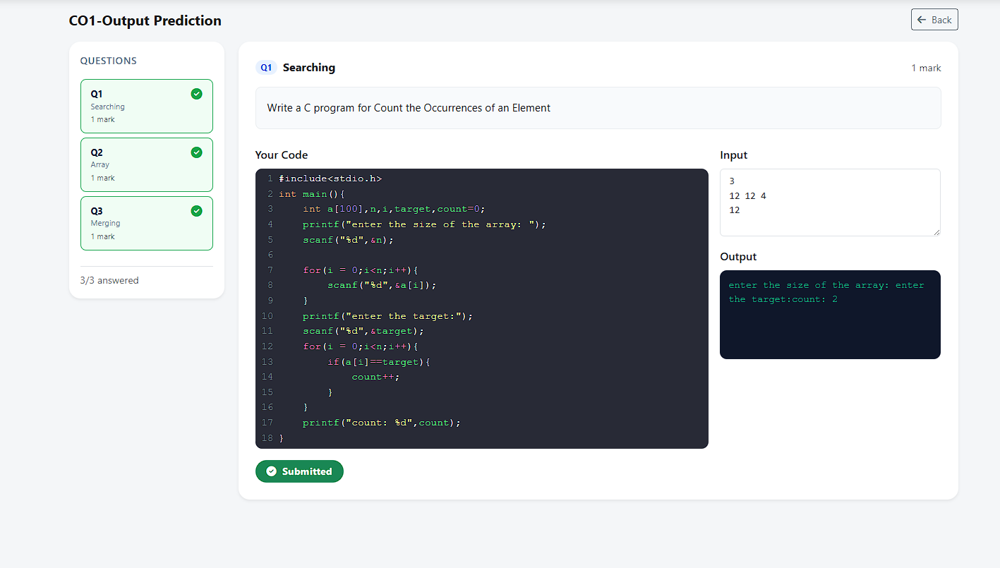 CO1-Output Prediction
← Back
QUESTIONS
Q1
Searching
1 mark
Q2
Array
1 mark
Q3
Merging
1 mark
3/3 answered
Q1 Searching
1 mark
Write a C program for Count the Occurrences of an Element
Your Code
1 #include<stdio.h>
2 int main(){
3     int a[100],n,i,target,count=0;
4     printf("enter the size of the array: ");
5     scanf("%d",&n);
6
7     for(i = 0;i<n;i++){
8         scanf("%d",&a[i]);
9     }
10     printf("enter the target:");
11     scanf("%d",&target);
12     for(i = 0;i<n;i++){
13         if(a[i]==target){
14             count++;
15         }
16     }
17     printf("count: %d",count);
18 }
Submitted
Input
3
12 12 4
12
Output
enter the size of the array: enter
the target:count: 2